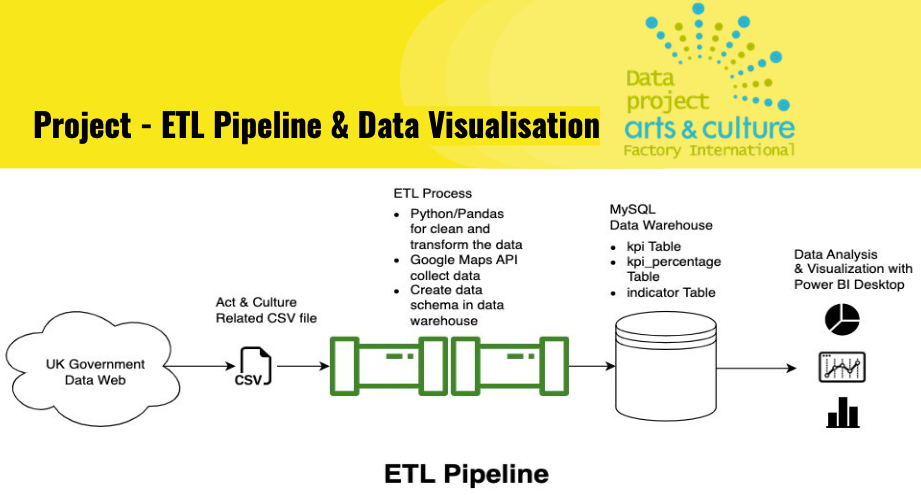 Data
project
arts & culture
Factory International
Project - ETL Pipeline & Data Visualisation
ETL Process
• Python/Pandas
for clean and
transform the data
• Google Maps API
collect data
• Create data
schema in data
warehouse
MySQL
Data Warehouse
• kpi Table
• kpi_percentage
Table
• indicator Table
Data Analysis
& Visualization with
Power BI Desktop
Act & Culture
Related CSV file
UK Government
Data Web
CSV
ETL Pipeline